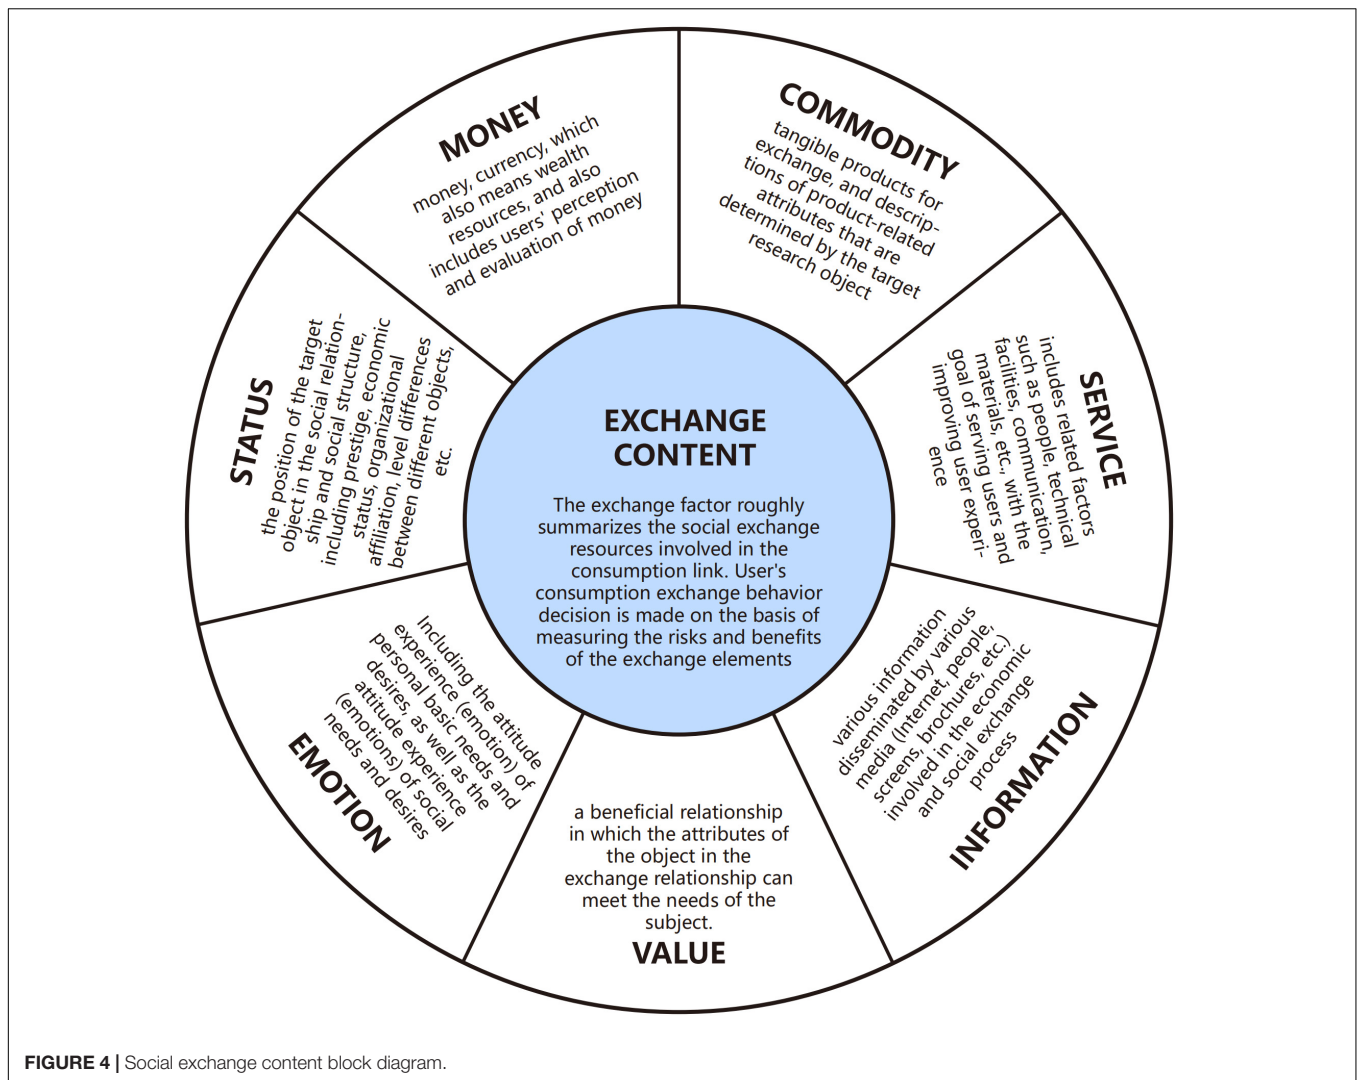 MONEY
money, currency, which
also means wealth
resources, and also
includes users' perception
and evaluation of money
COMMODITY
tangible products for
exchange, and descrip-
tions of product-related
attributes that are
determined by the target
research object
SERVICE
includes related factors
such as people, technical
facilities, communication,
materials, etc., with the
goal of serving users and
improving user experi-
ence
INFORMATION
various information
disseminated by various
media (Internet, people,
screens, brochures, etc.)
involved in the economic
and social exchange
process
a beneficial relationship
in which the attributes of
the object in the
exchange relationship can
meet the needs of the
subject.
VALUE
EMOTION
Including the attitude
experience (emotion) of
personal basic needs and
desires, as well as the
attitude experience
(emotions) of social
needs and desires
STATUS
the position of the target
object in the social relation-
ship and social structure,
including prestige, economic
status, organizational
affiliation, level differences
between different objects,
etc.
EXCHANGE
CONTENT
The exchange factor roughly
summarizes the social exchange
resources involved in the
consumption link. User's
consumption exchange behavior
decision is made on the basis of
measuring the risks and benefits
of the exchange elements
FIGURE 4 | Social exchange content block diagram.